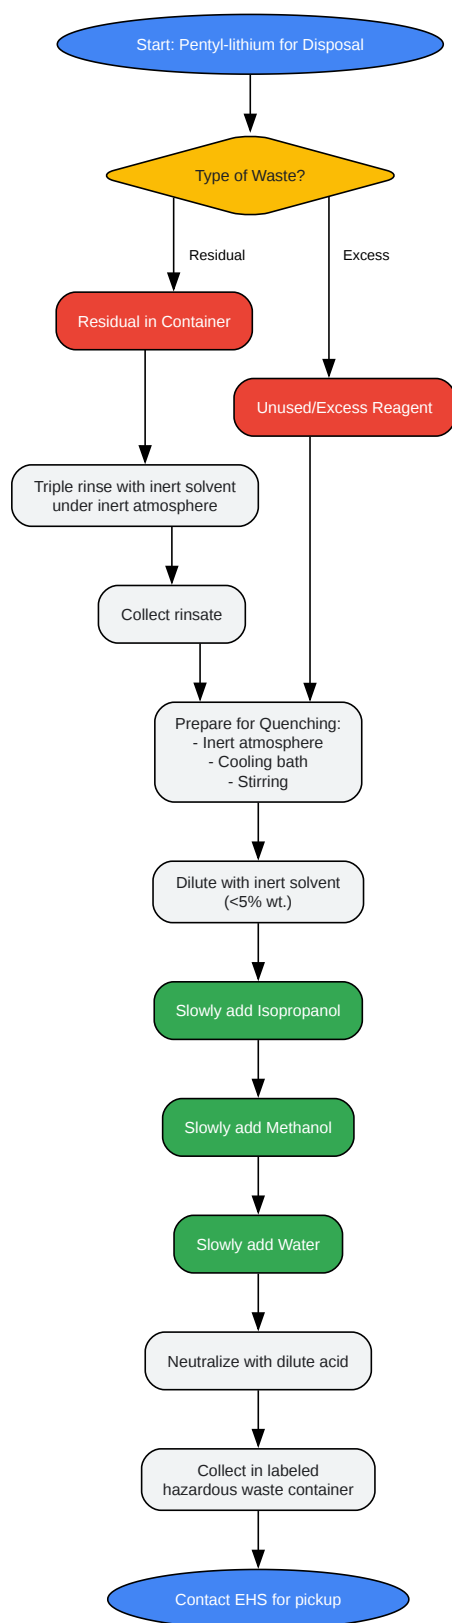 Start: Pentyl-lithium for Disposal
Type of Waste?
Residual
Excess
Residual in Container
Unused/Excess Reagent
Triple rinse with inert solvent
under inert atmosphere
Collect rinsate
Prepare for Quenching:
- Inert atmosphere
- Cooling bath
- Stirring
Dilute with inert solvent
(<5% wt.)
Slowly add Isopropanol
Slowly add Methanol
Slowly add Water
Neutralize with dilute acid
Collect in labeled
hazardous waste container
Contact EHS for pickup